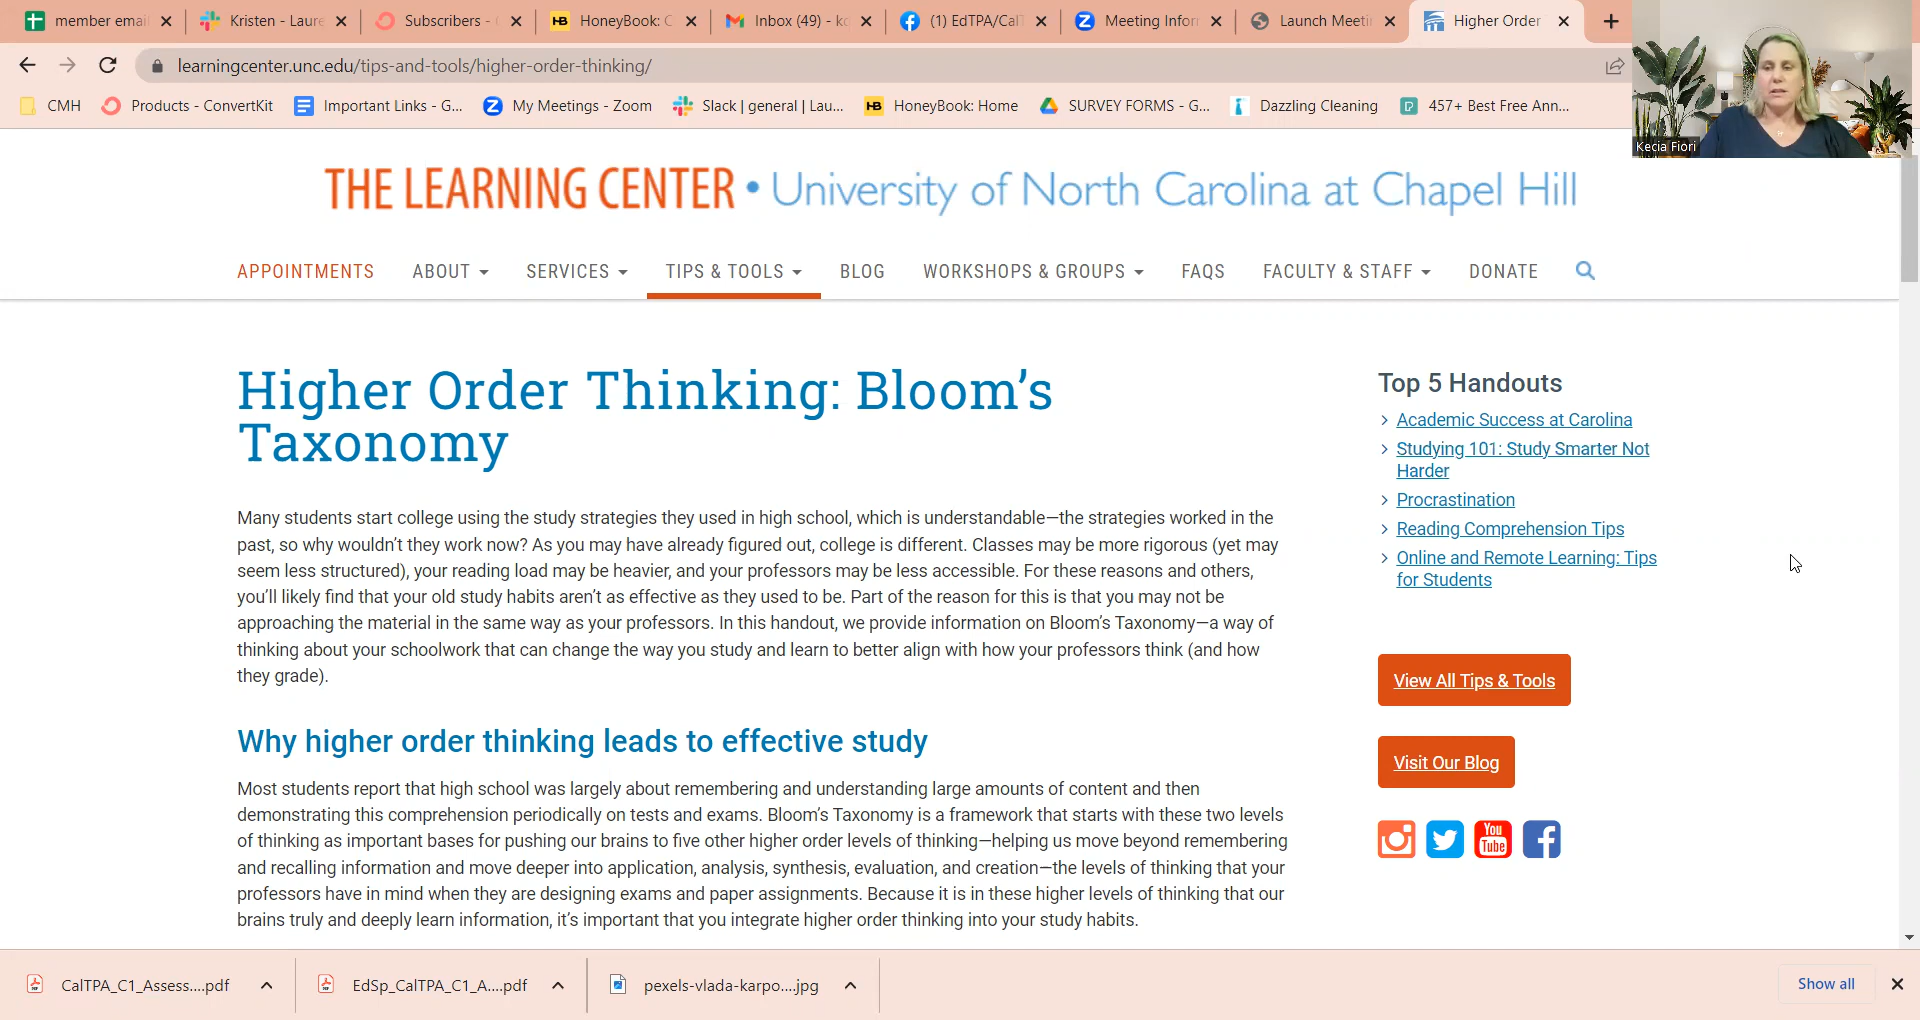 member email
Kristen - Laure
Subscribers -
HoneyBook: C
Inbox (49) - k
(1) EdTPA/CalT
Meeting Infor
Launch Meeti
Higher Order
learningcenter.unc.edu/tips-and-tools/higher-order-thinking/
CMH
Products - ConvertKit
Important Links - G...
My Meetings - Zoom
Slack | general | Lau...
HB HoneyBook: Home
SURVEY FORMS - G...
Dazzling Cleaning
457+ Best Free Ann...
Kecia Fiori
THE LEARNING CENTER • University of North Carolina at Chapel Hill
APPOINTMENTS ABOUT SERVICES TIPS & TOOLS BLOG WORKSHOPS & GROUPS FAQS FACULTY & STAFF DONATE
Higher Order Thinking: Bloom's
Taxonomy
Many students start college using the study strategies they used in high school, which is understandable—the strategies worked in the
past, so why wouldn't they work now? As you may have already figured out, college is different. Classes may be more rigorous (yet may
seem less structured), your reading load may be heavier, and your professors may be less accessible. For these reasons and others,
you'll likely find that your old study habits aren't as effective as they used to be. Part of the reason for this is that you may not be
approaching the material in the same way as your professors. In this handout, we provide information on Bloom's Taxonomy—a way of
thinking about your schoolwork that can change the way you study and learn to better align with how your professors think (and how
they grade).
Why higher order thinking leads to effective study
Most students report that high school was largely about remembering and understanding large amounts of content and then
demonstrating this comprehension periodically on tests and exams. Bloom's Taxonomy is a framework that starts with these two levels
of thinking as important bases for pushing our brains to five other higher order levels of thinking—helping us move beyond remembering
and recalling information and move deeper into application, analysis, synthesis, evaluation, and creation—the levels of thinking that your
professors have in mind when they are designing exams and paper assignments. Because it is in these higher levels of thinking that our
brains truly and deeply learn information, it's important that you integrate higher order thinking into your study habits.
Top 5 Handouts
Academic Success at Carolina
Studying 101: Study Smarter Not
Harder
Procrastination
Reading Comprehension Tips
Online and Remote Learning: Tips
for Students
View All Tips & Tools
Visit Our Blog
You
Tube
CalTPA_C1_Assess....pdf
EdSp_CalTPA_C1_A....pdf
pexels-vlada-karpo....jpg
Show all